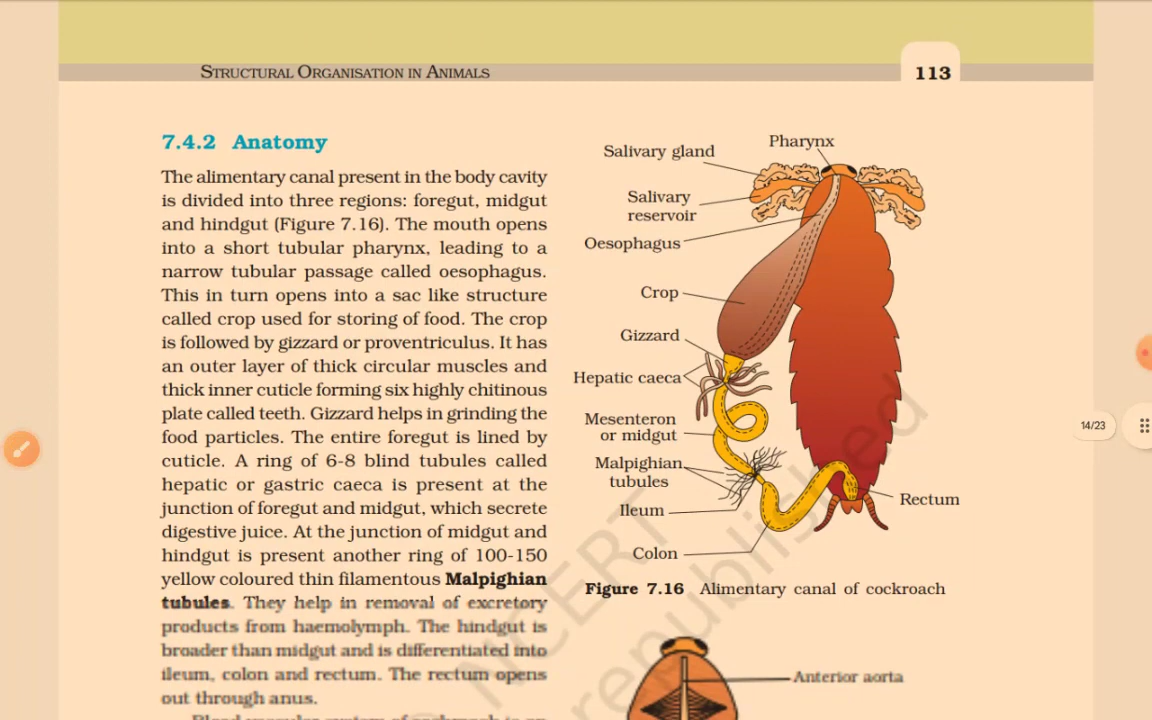 STRUCTURAL ORGANISATION IN ANIMALS
113
7.4.2 Anatomy
The alimentary canal present in the body cavity
is divided into three regions: foregut, midgut
and hindgut (Figure 7.16). The mouth opens
into a short tubular pharynx, leading to a
narrow tubular passage called oesophagus.
This in turn opens into a sac like structure
called crop used for storing of food. The crop
is followed by gizzard or proventriculus. It has
an outer layer of thick circular muscles and
thick inner cuticle forming six highly chitinous
plate called teeth. Gizzard helps in grinding the
food particles. The entire foregut is lined by
cuticle. A ring of 6-8 blind tubules called
hepatic or gastric caeca is present at the
junction of foregut and midgut, which secrete
digestive juice. At the junction of midgut and
hindgut is present another ring of 100-150
yellow coloured thin filamentous Malpighian
tubules. They help in removal of excretory
products from haemolymph. The hindgut is
broader than midgut and is differentiated into
ileum, colon and rectum. The rectum opens
out through anus.
Blood vascular system of cockroach is an
Pharynx
Salivary gland
Salivary
reservoir
Oesophagus
Crop
Gizzard
Hepatic caeca
Mesenteron
or midgut
Malpighian
tubules
Ileum
Colon
Rectum
Figure 7.16 Alimentary canal of cockroach
Anterior aorta
14/23
NCERT
republished